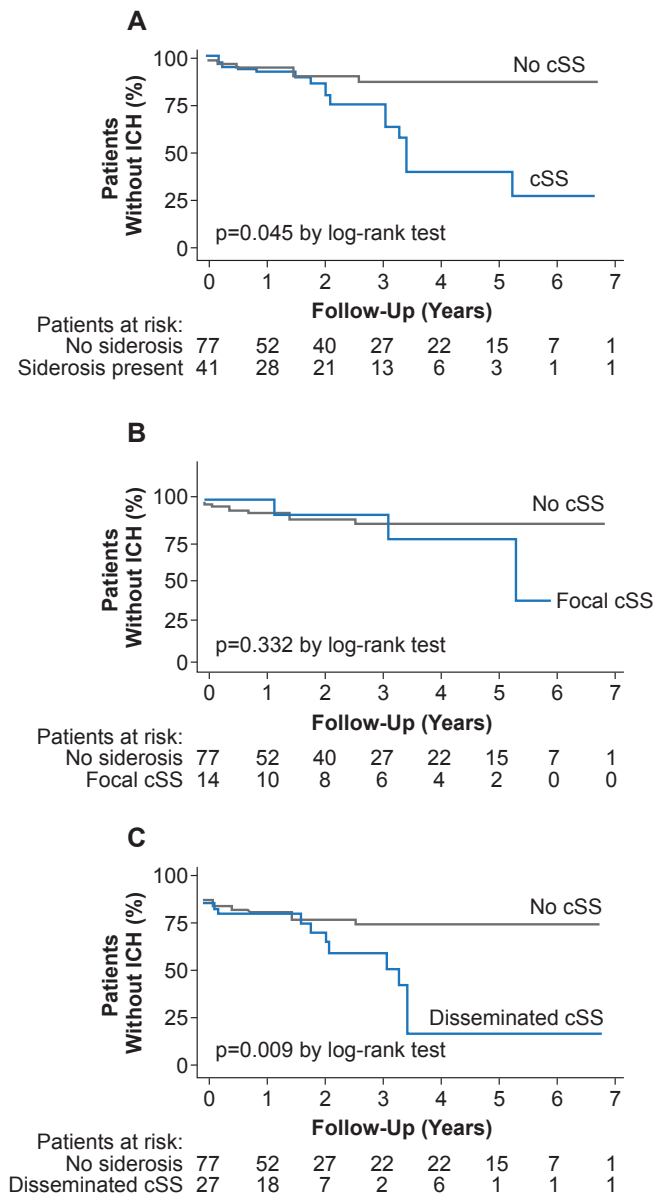 A
100
75
50
25
0
Patients
Without ICH (%)
No cSS
cSS
p=0.045 by log-rank test
0 1 2 3 4 5 6 7
Follow-Up (Years)
Patients at risk:
No siderosis 77 52 40 27 22 15 7 1
Siderosis present 41 28 21 13 6 3 1 1
B
100
75
50
25
0
Patients
Without ICH (%)
No cSS
Focal cSS
p=0.332 by log-rank test
0 1 2 3 4 5 6 7
Follow-Up (Years)
Patients at risk:
No siderosis 77 52 40 27 22 15 7 1
Focal cSS 14 10 8 6 4 2 0 0
C
100
75
50
25
0
Patients
Without ICH (%)
No cSS
Disseminated cSS
p=0.009 by log-rank test
0 1 2 3 4 5 6 7
Follow-Up (Years)
Patients at risk:
No siderosis 77 52 27 22 22 15 7 1
Disseminated cSS 27 18 7 2 6 1 1 1